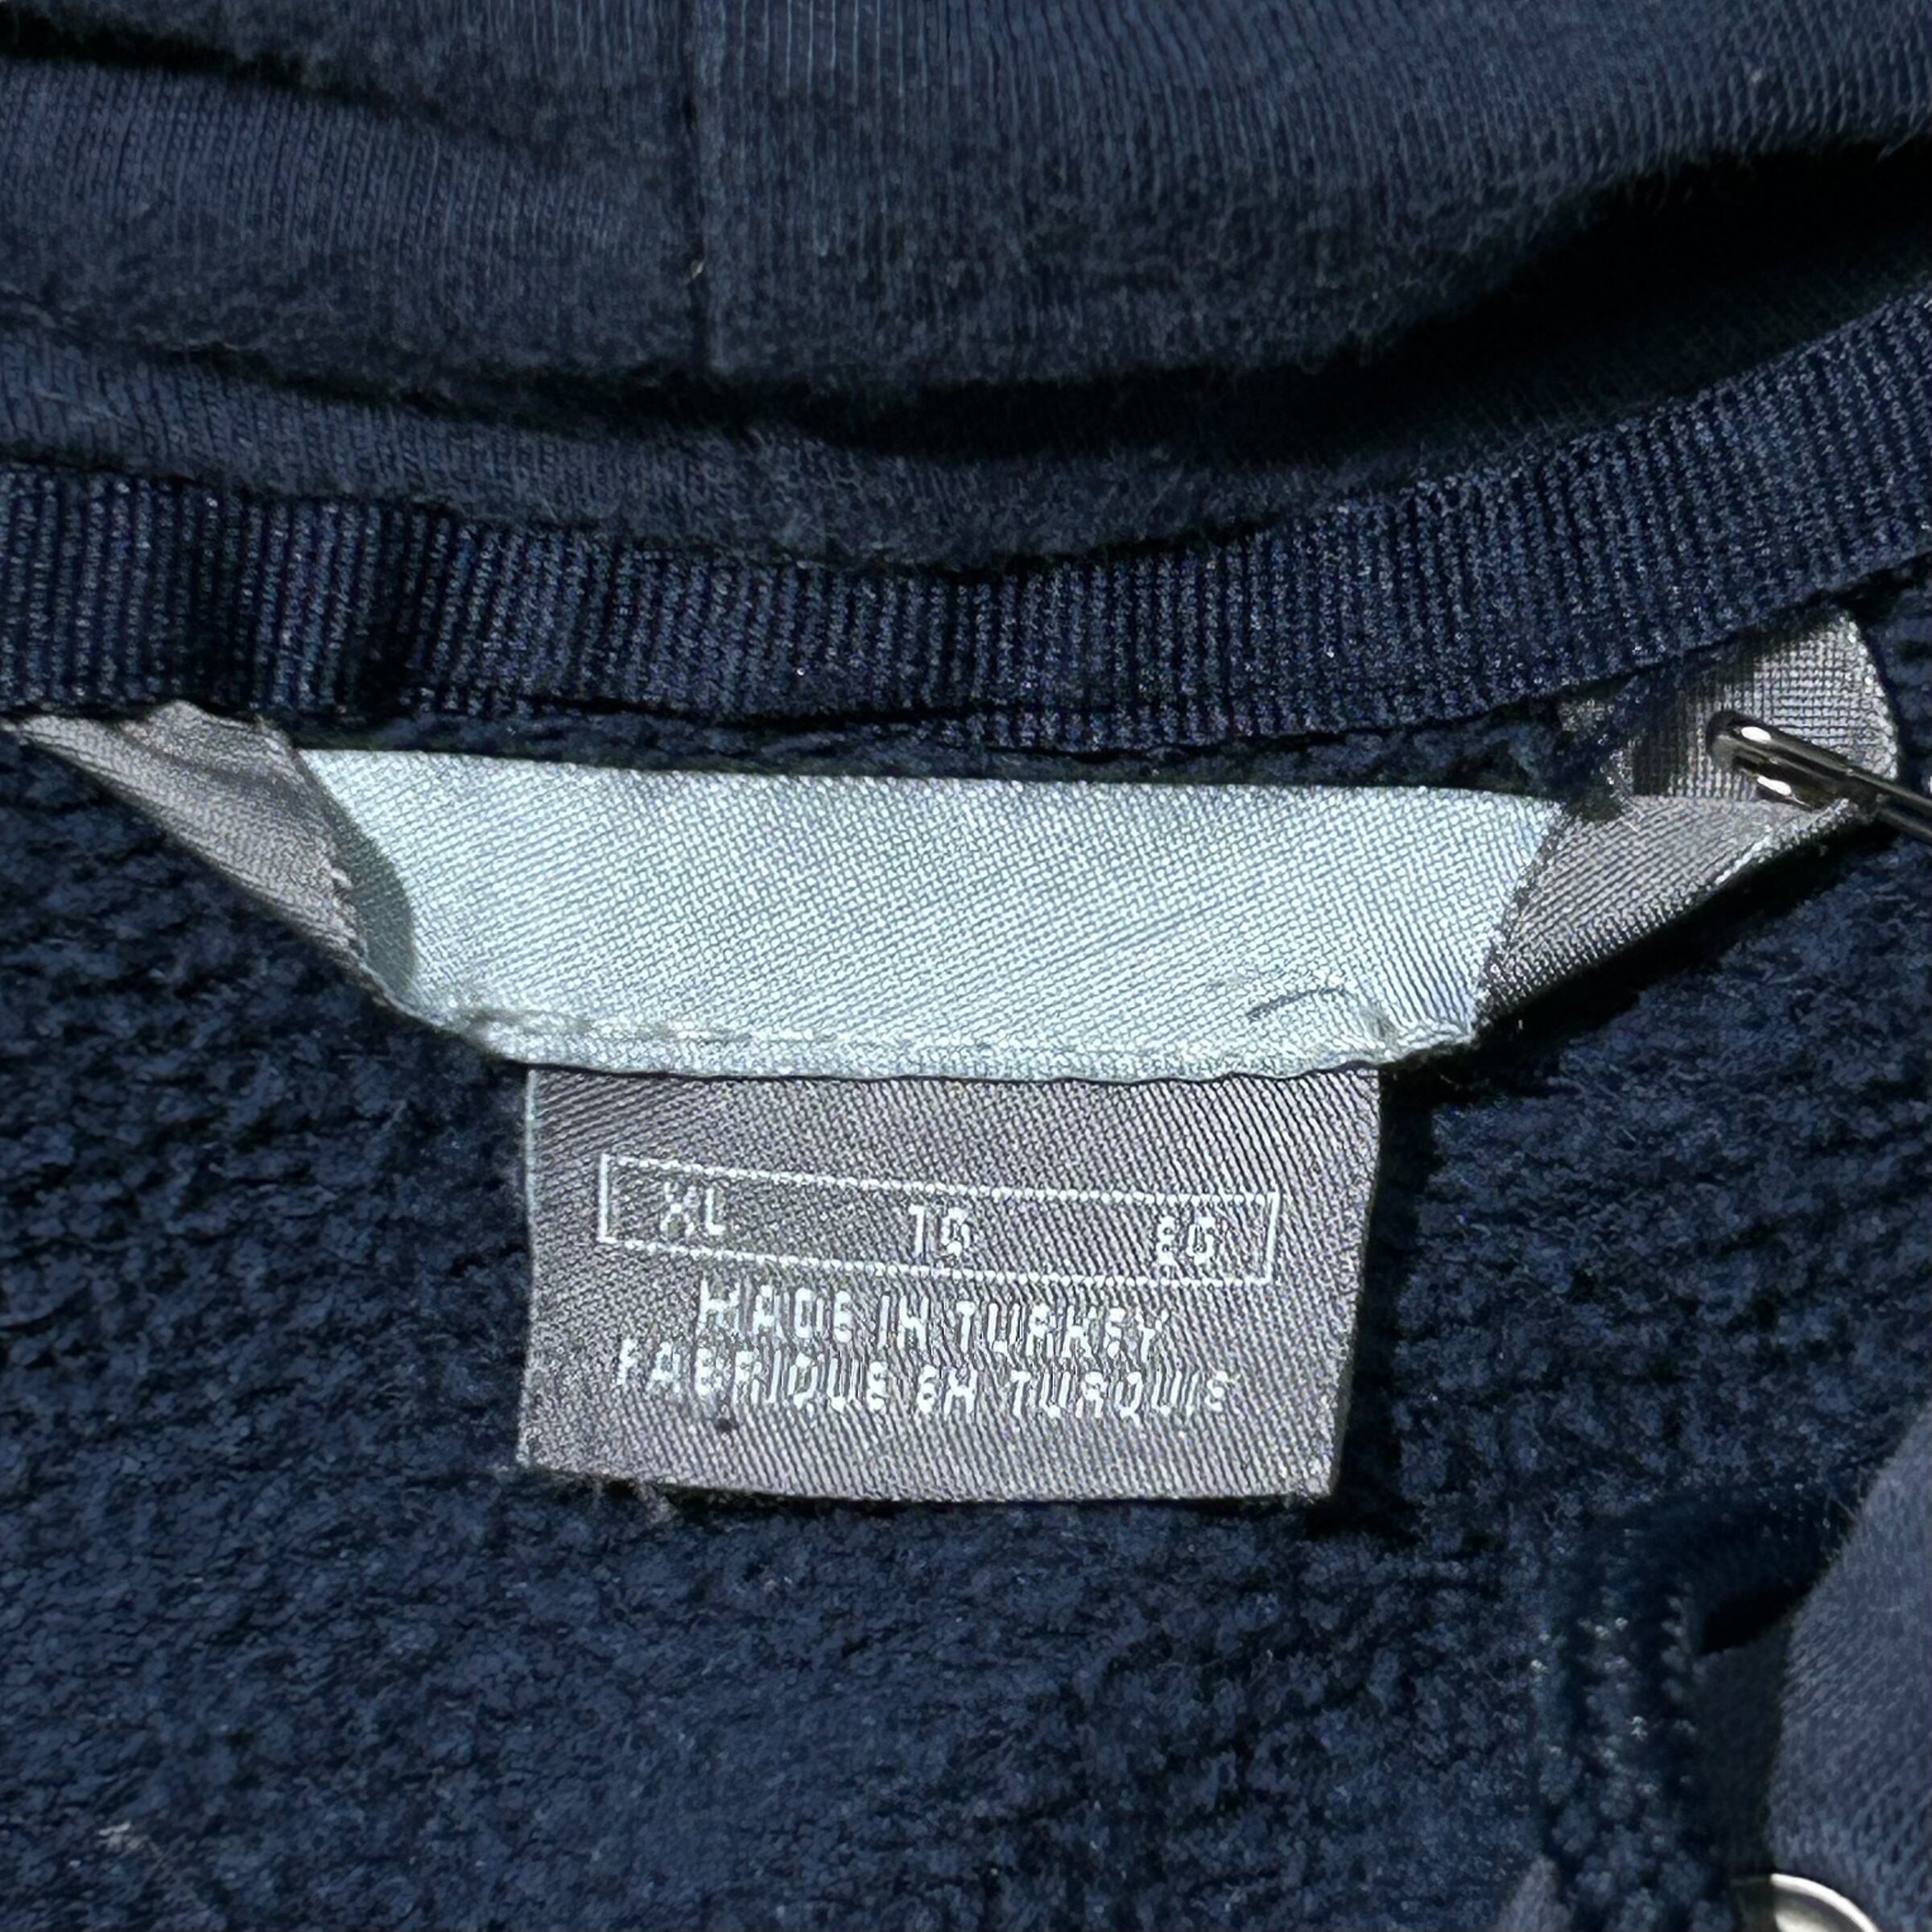 XL TG EG
MADE IN TURKEY
FABRIQUE EN TURQUIE